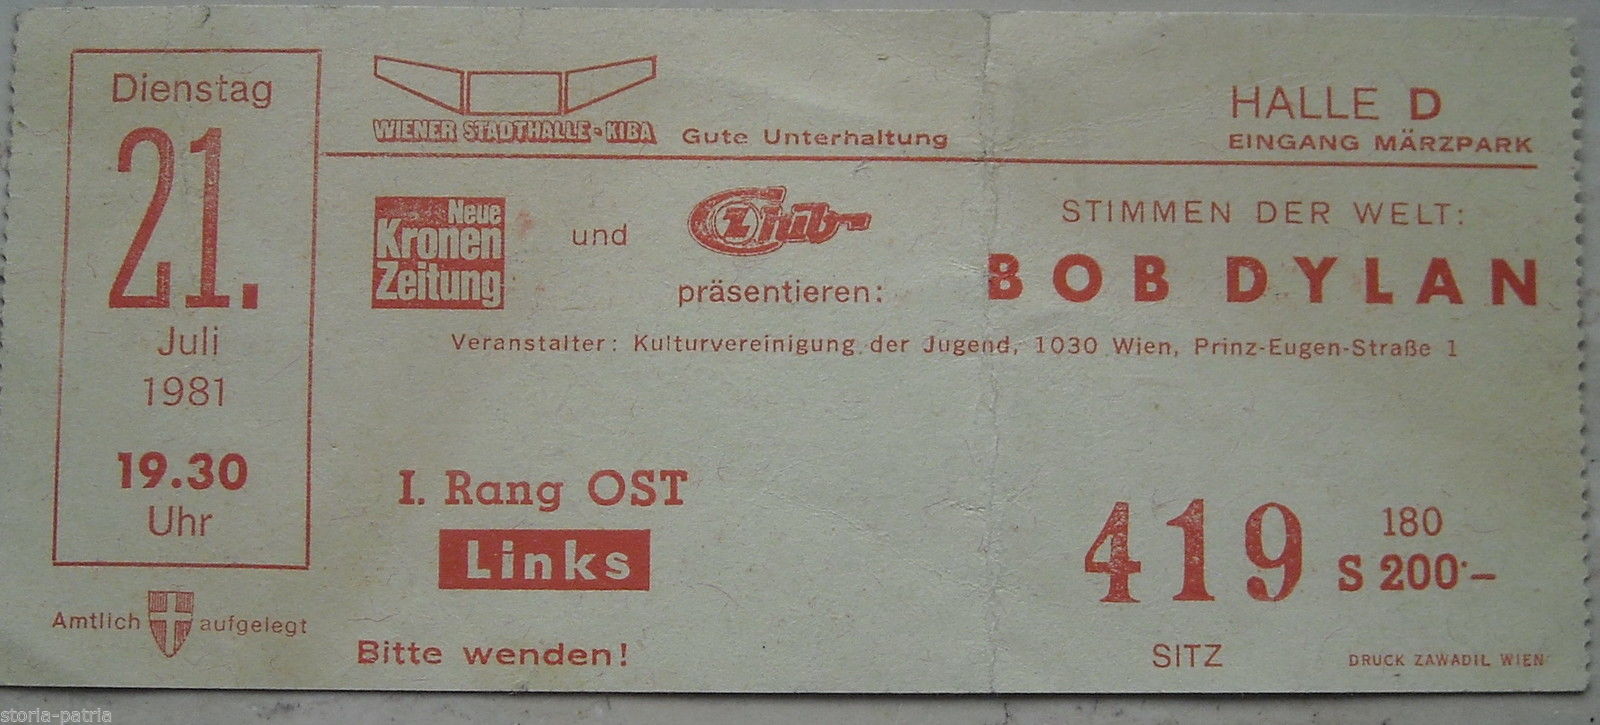 Dienstag
21.
Juli
1981
19.30
Uhr
Amtlich aufgelegt
WIENER STADTHALLE-KIBA
Gute Unterhaltung
HALLE D
EINGANG MÄRZPARK
Neue
Kronen
Zeitung
und
Z Club
präsentieren:
STIMMEN DER WELT:
BOB DYLAN
Veranstalter: Kulturvereinigung der Jugend, 1030 Wien, Prinz-Eugen-Straße 1
I. Rang OST
Links
Bitte wenden!
419
SITZ
180
S 200·–
DRUCK ZAWADIL WIEN
storia-patria